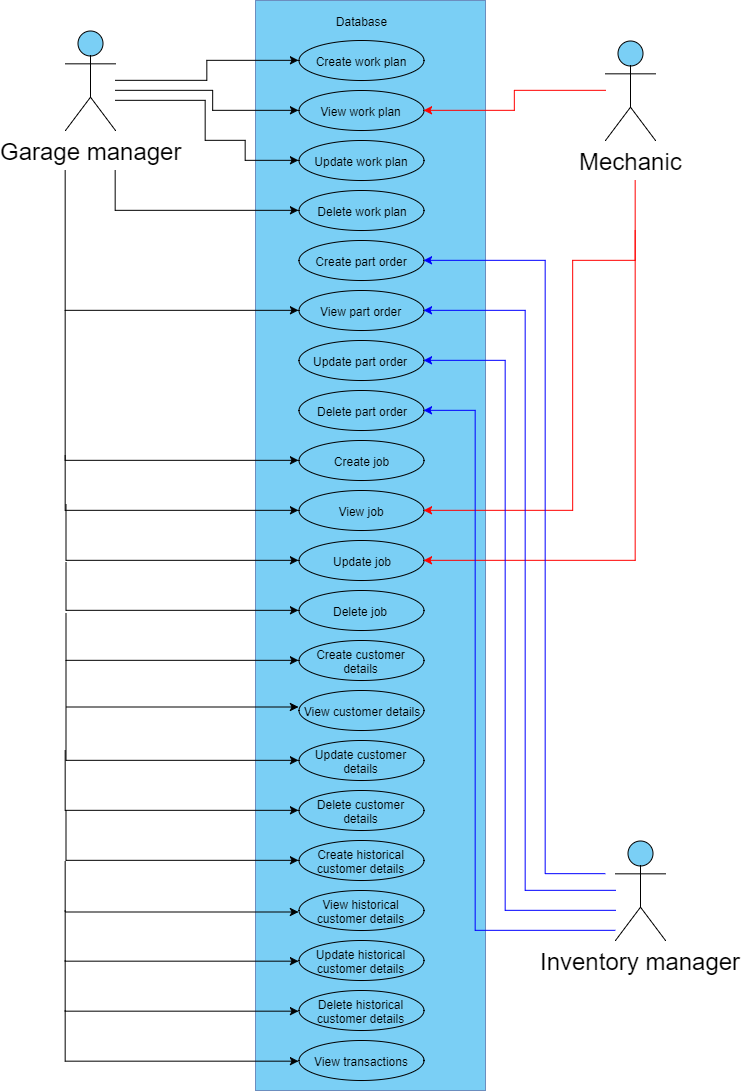 Database
Create work plan
View work plan
Garage manager
Mechanic
Update work plan
Delete work plan
Create part order
View part order
Update part order
Delete part order
Create job
View job
Update job
Delete job
Create customer
details
View customer details
Update customer
details
Delete customer
details
Create historical
customer details
View historical
customer details
Update historical
customer details
Inventory manager
Delete historical
customer details
View transactions